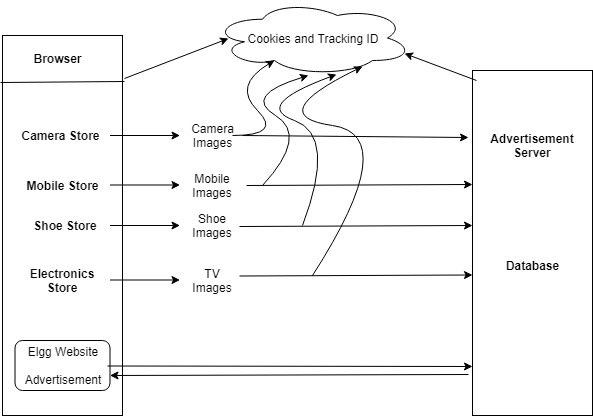 Cookies and Tracking ID
Browser
Camera Store
Camera
Images
Advertisement
Server
Mobile Store
Mobile
Images
Shoe Store
Shoe
Images
Electronics
Store
TV
Images
Database
Elgg Website
Advertisement